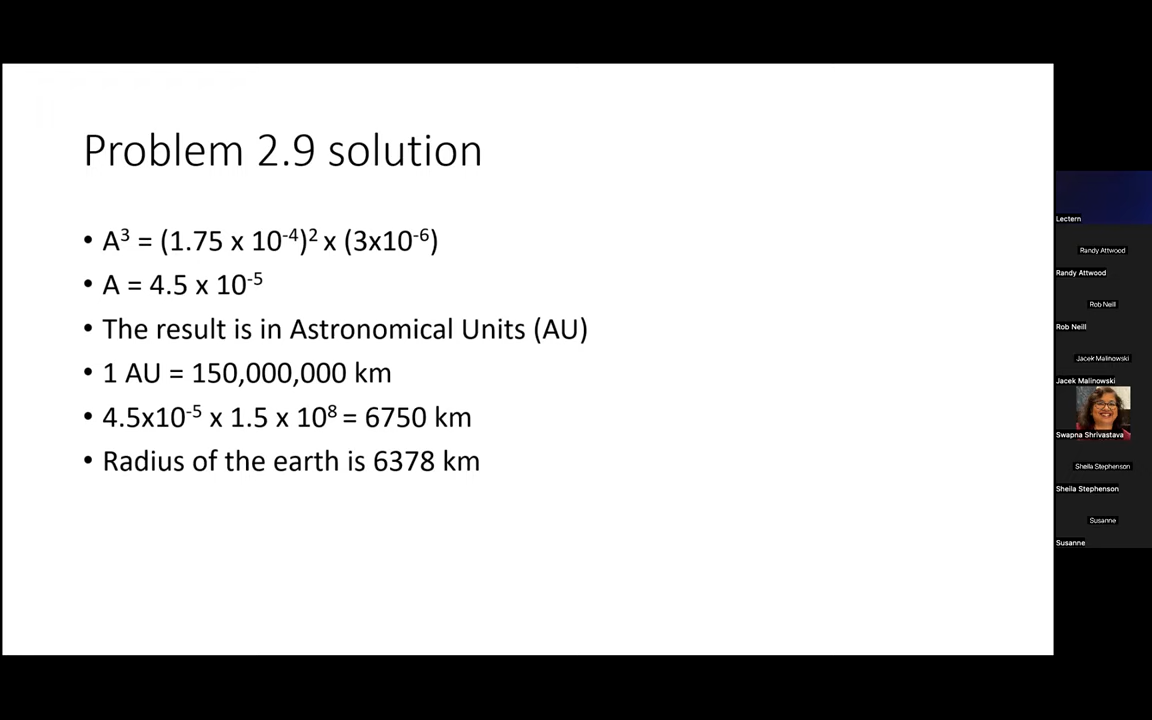 Problem 2.9 solution
• A³ = (1.75 x 10⁻⁴)² x (3x10⁻⁶)
• A = 4.5 x 10⁻⁵
• The result is in Astronomical Units (AU)
• 1 AU = 150,000,000 km
• 4.5x10⁻⁵ x 1.5 x 10⁸ = 6750 km
• Radius of the earth is 6378 km
Lectern
Randy Attwood
Randy Attwood
Rob Neill
Rob Neill
Jacek Malinowski
Jacek Malinowski
Swapna Shrivastava
Sheila Stephenson
Sheila Stephenson
Susanne
Susanne